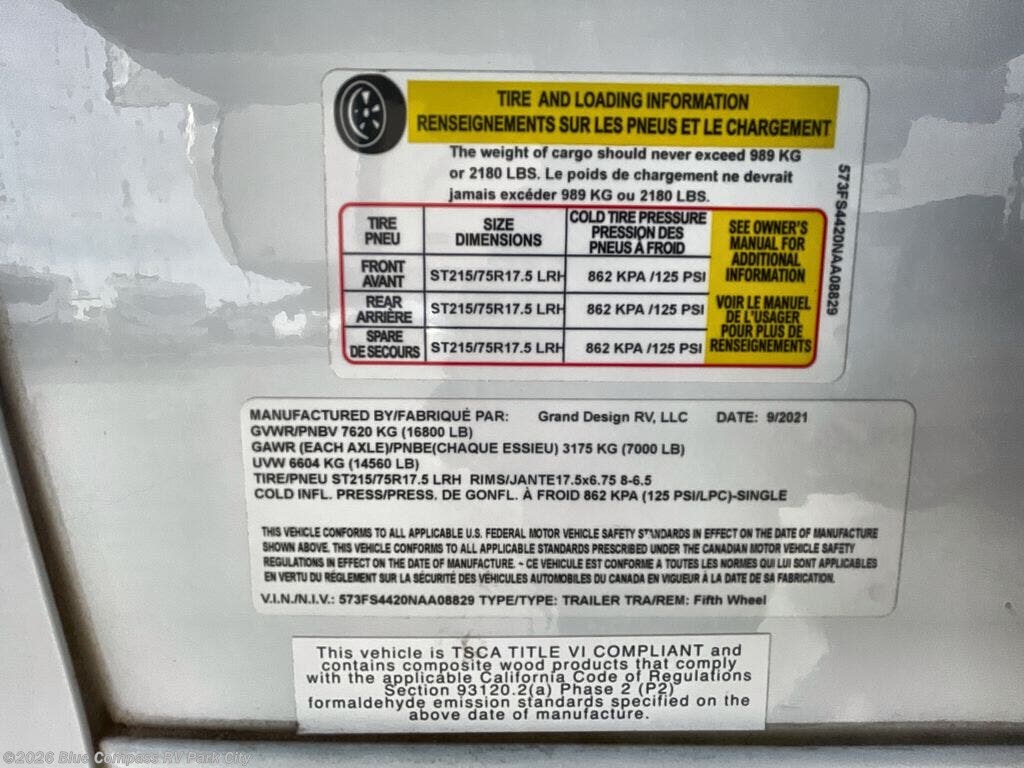 TIRE AND LOADING INFORMATION
RENSEIGNEMENTS SUR LES PNEUS ET LE CHARGEMENT
The weight of cargo should never exceed 989 KG
or 2180 LBS. Le poids de chargement ne devrait
jamais excéder 989 KG ou 2180 LBS.
TIRE
PNEU
SIZE
DIMENSIONS
COLD TIRE PRESSURE
PRESSION DES
PNEUS À FROID
SEE OWNER'S
MANUAL FOR
ADDITIONAL
INFORMATION
VOIR LE MANUEL
DE L'USAGER
POUR PLUS DE
RENSEIGNEMENTS
FRONT
AVANT
ST215/75R17.5 LRH
862 KPA /125 PSI
REAR
ARRIÈRE
ST215/75R17.5 LRH
862 KPA /125 PSI
SPARE
DE SECOURS
ST215/75R17.5 LRH
862 KPA /125 PSI
573FS4420NAA08829
MANUFACTURED BY/FABRIQUÉ PAR: Grand Design RV, LLC DATE: 9/2021
GVWR/PNBV 7620 KG (16800 LB)
GAWR (EACH AXLE)/PNBE(CHAQUE ESSIEU) 3175 KG (7000 LB)
UVW 6604 KG (14560 LB)
TIRE/PNEU ST215/75R17.5 LRH RIMS/JANTE17.5x6.75 8-6.5
COLD INFL. PRESS/PRESS. DE GONFL. À FROID 862 KPA (125 PSI/LPC)-SINGLE
THIS VEHICLE CONFORMS TO ALL APPLICABLE U.S. FEDERAL MOTOR VEHICLE SAFETY STANDARDS IN EFFECT ON THE DATE OF MANUFACTURE
SHOWN ABOVE. THIS VEHICLE CONFORMS TO ALL APPLICABLE STANDARDS PRESCRIBED UNDER THE CANADIAN MOTOR VEHICLE SAFETY
REGULATIONS IN EFFECT ON THE DATE OF MANUFACTURE. - CE VEHICULE EST CONFORME A TOUTES LES NORMES QUI LUI SONT APPLICABLES
EN VERTU DU RÉGLEMENT SUR LA SÉCURITÉ DES VÉHICULES AUTOMOBILES DU CANADA EN VIGUEUR À LA DATE DE SA FABRICATION.
V.I.N./N.I.V.: 573FS4420NAA08829 TYPE/TYPE: TRAILER TRA/REM: Fifth Wheel
This vehicle is TSCA TITLE VI COMPLIANT and
contains composite wood products that comply
with the applicable California Code of Regulations
Section 93120.2(a) Phase 2 (P2)
formaldehyde emission standards specified on the
above date of manufacture.
©2026 Blue Compass RV Park City